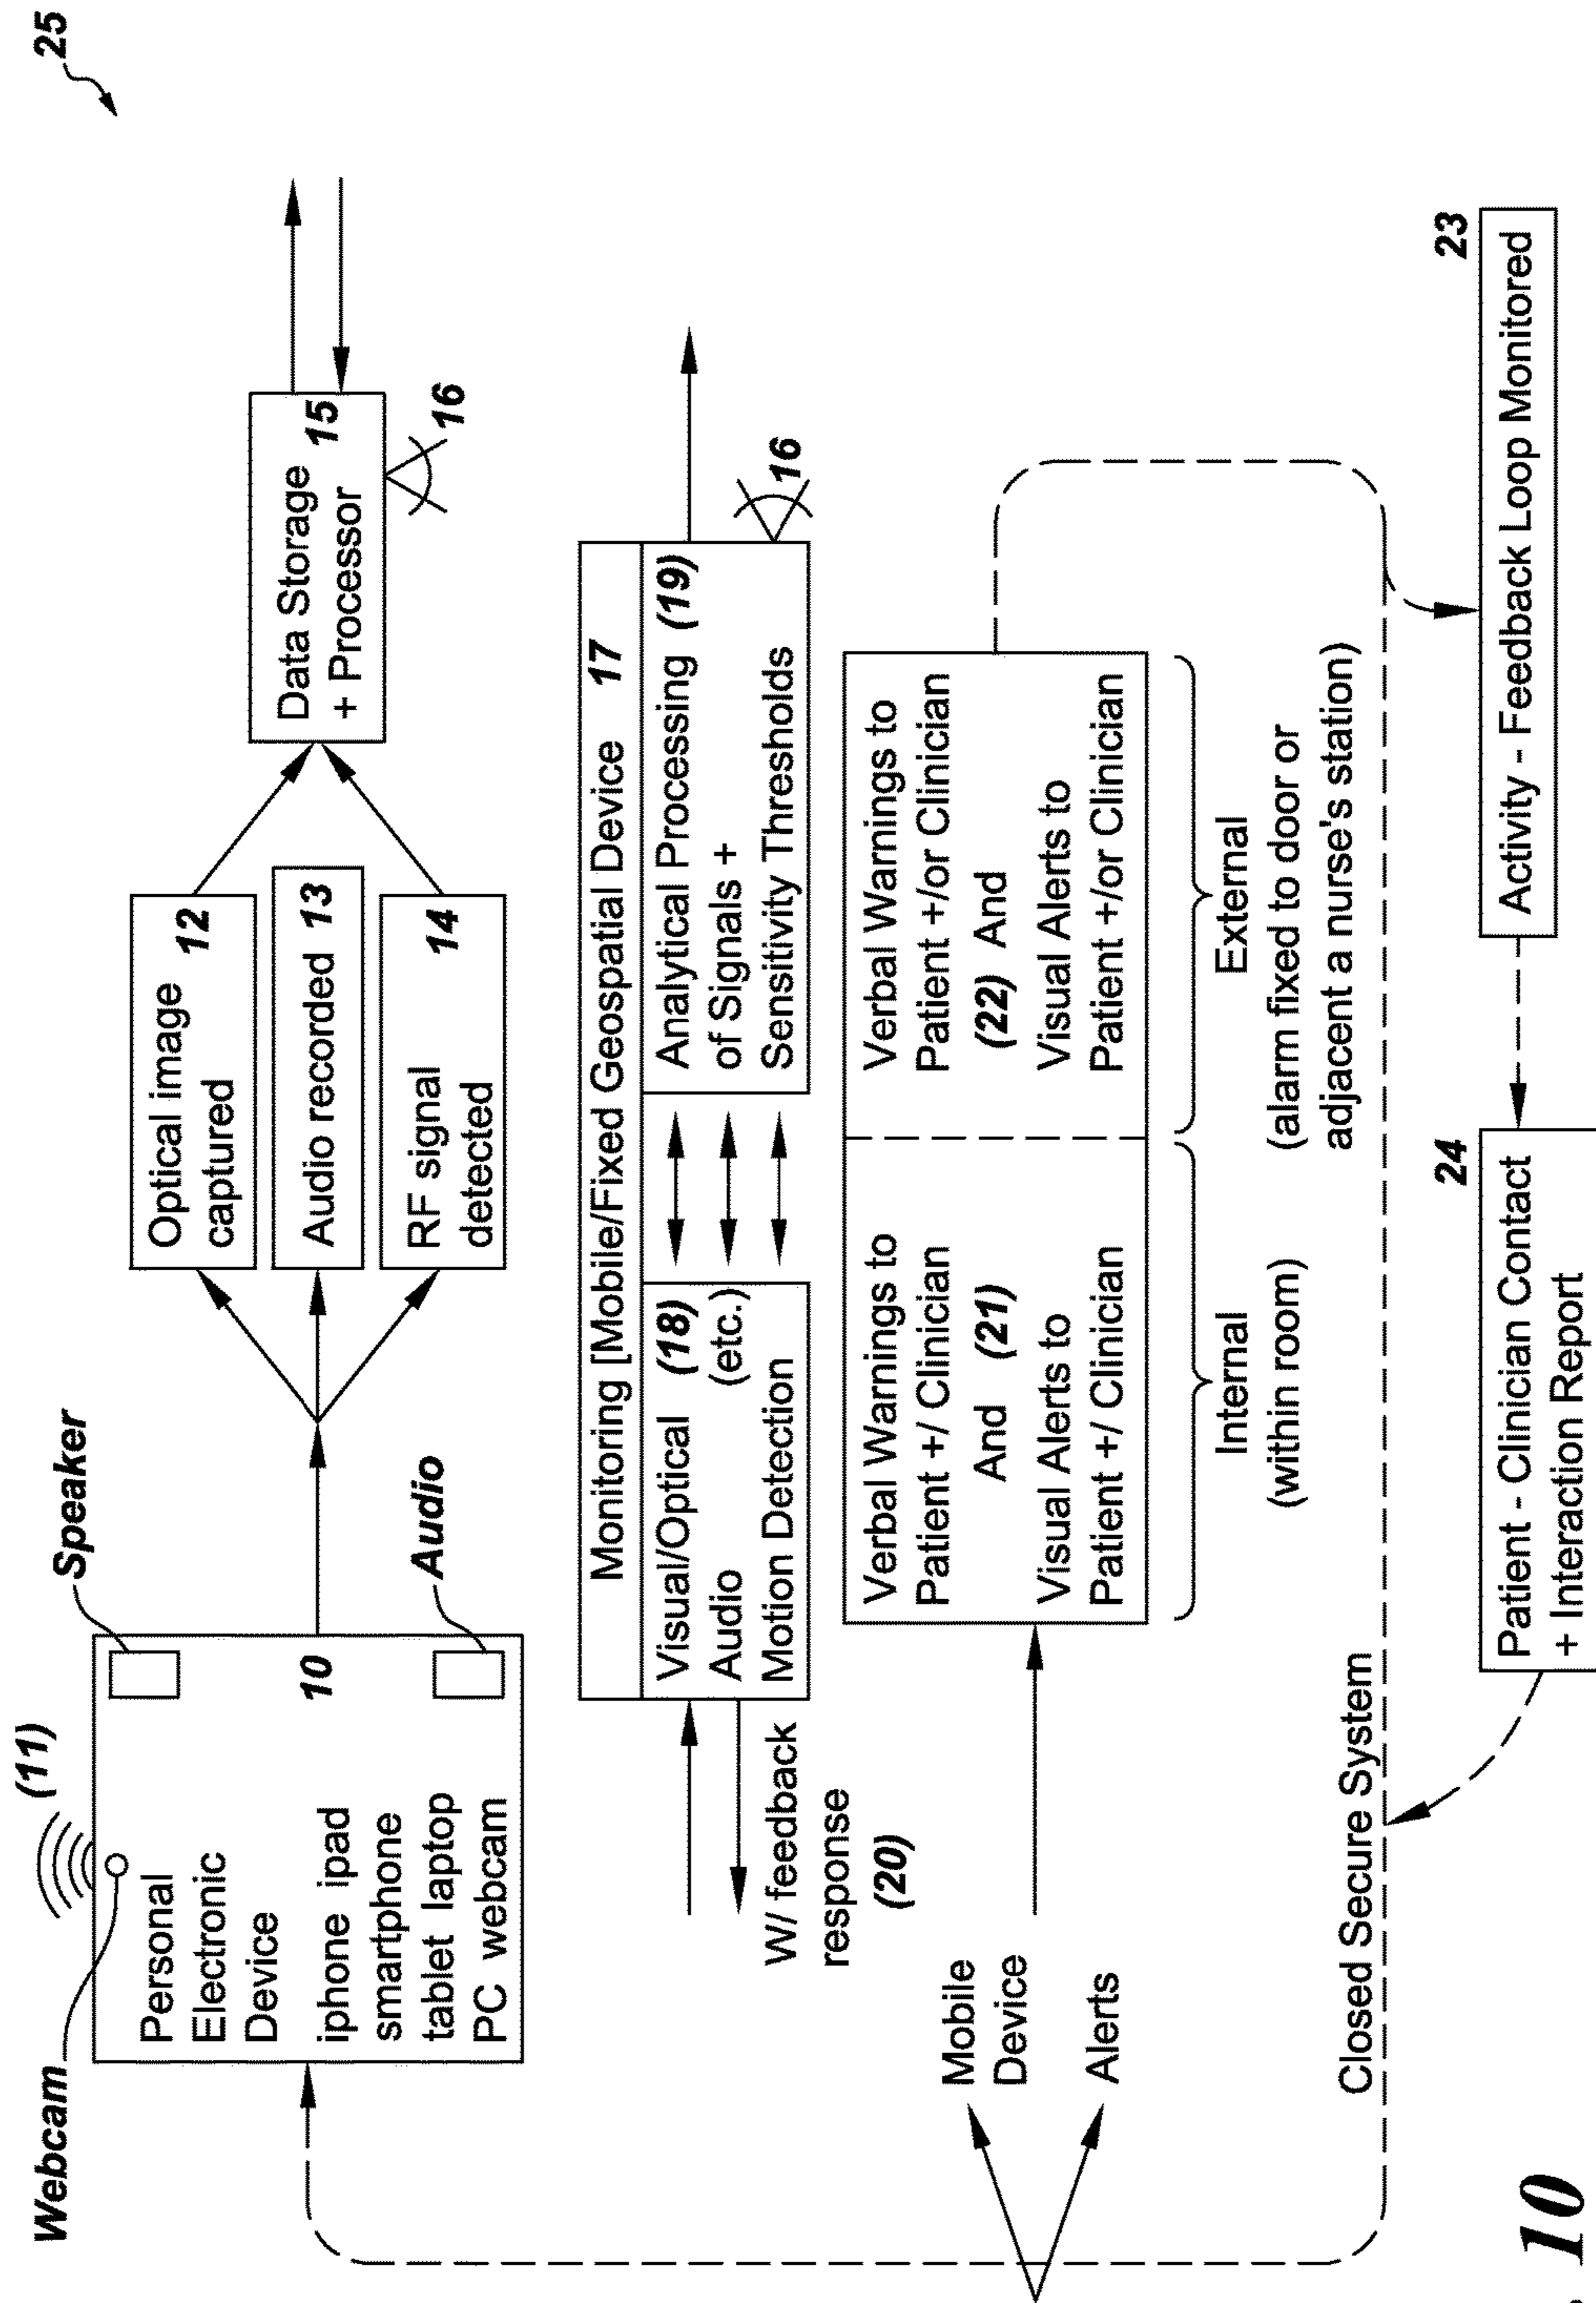 25
(11)
Webcam
Speaker
Audio
Personal
Electronic
Device
10
iphone ipad
smartphone
tablet laptop
PC webcam
Optical image
captured
12
Audio recorded 13
RF signal
detected
14
Data Storage
+ Processor
15
16
Monitoring [Mobile/Fixed Geospatial Device 17
Visual/Optical (18)
Audio (etc.)
Motion Detection
Analytical Processing (19)
of Signals +
Sensitivity Thresholds
16
W/ feedback
response
(20)
Mobile
Device
Alerts
Verbal Warnings to
Patient +/ Clinician
And (21)
Visual Alerts to
Patient +/ Clinician
Verbal Warnings to
Patient +/or Clinician
(22) And
Visual Alerts to
Patient +/or Clinician
Internal
(within room)
External
(alarm fixed to door or
adjacent a nurse's station)
Closed Secure System
24
Patient - Clinician Contact
+ Interaction Report
23
Activity - Feedback Loop Monitored
10